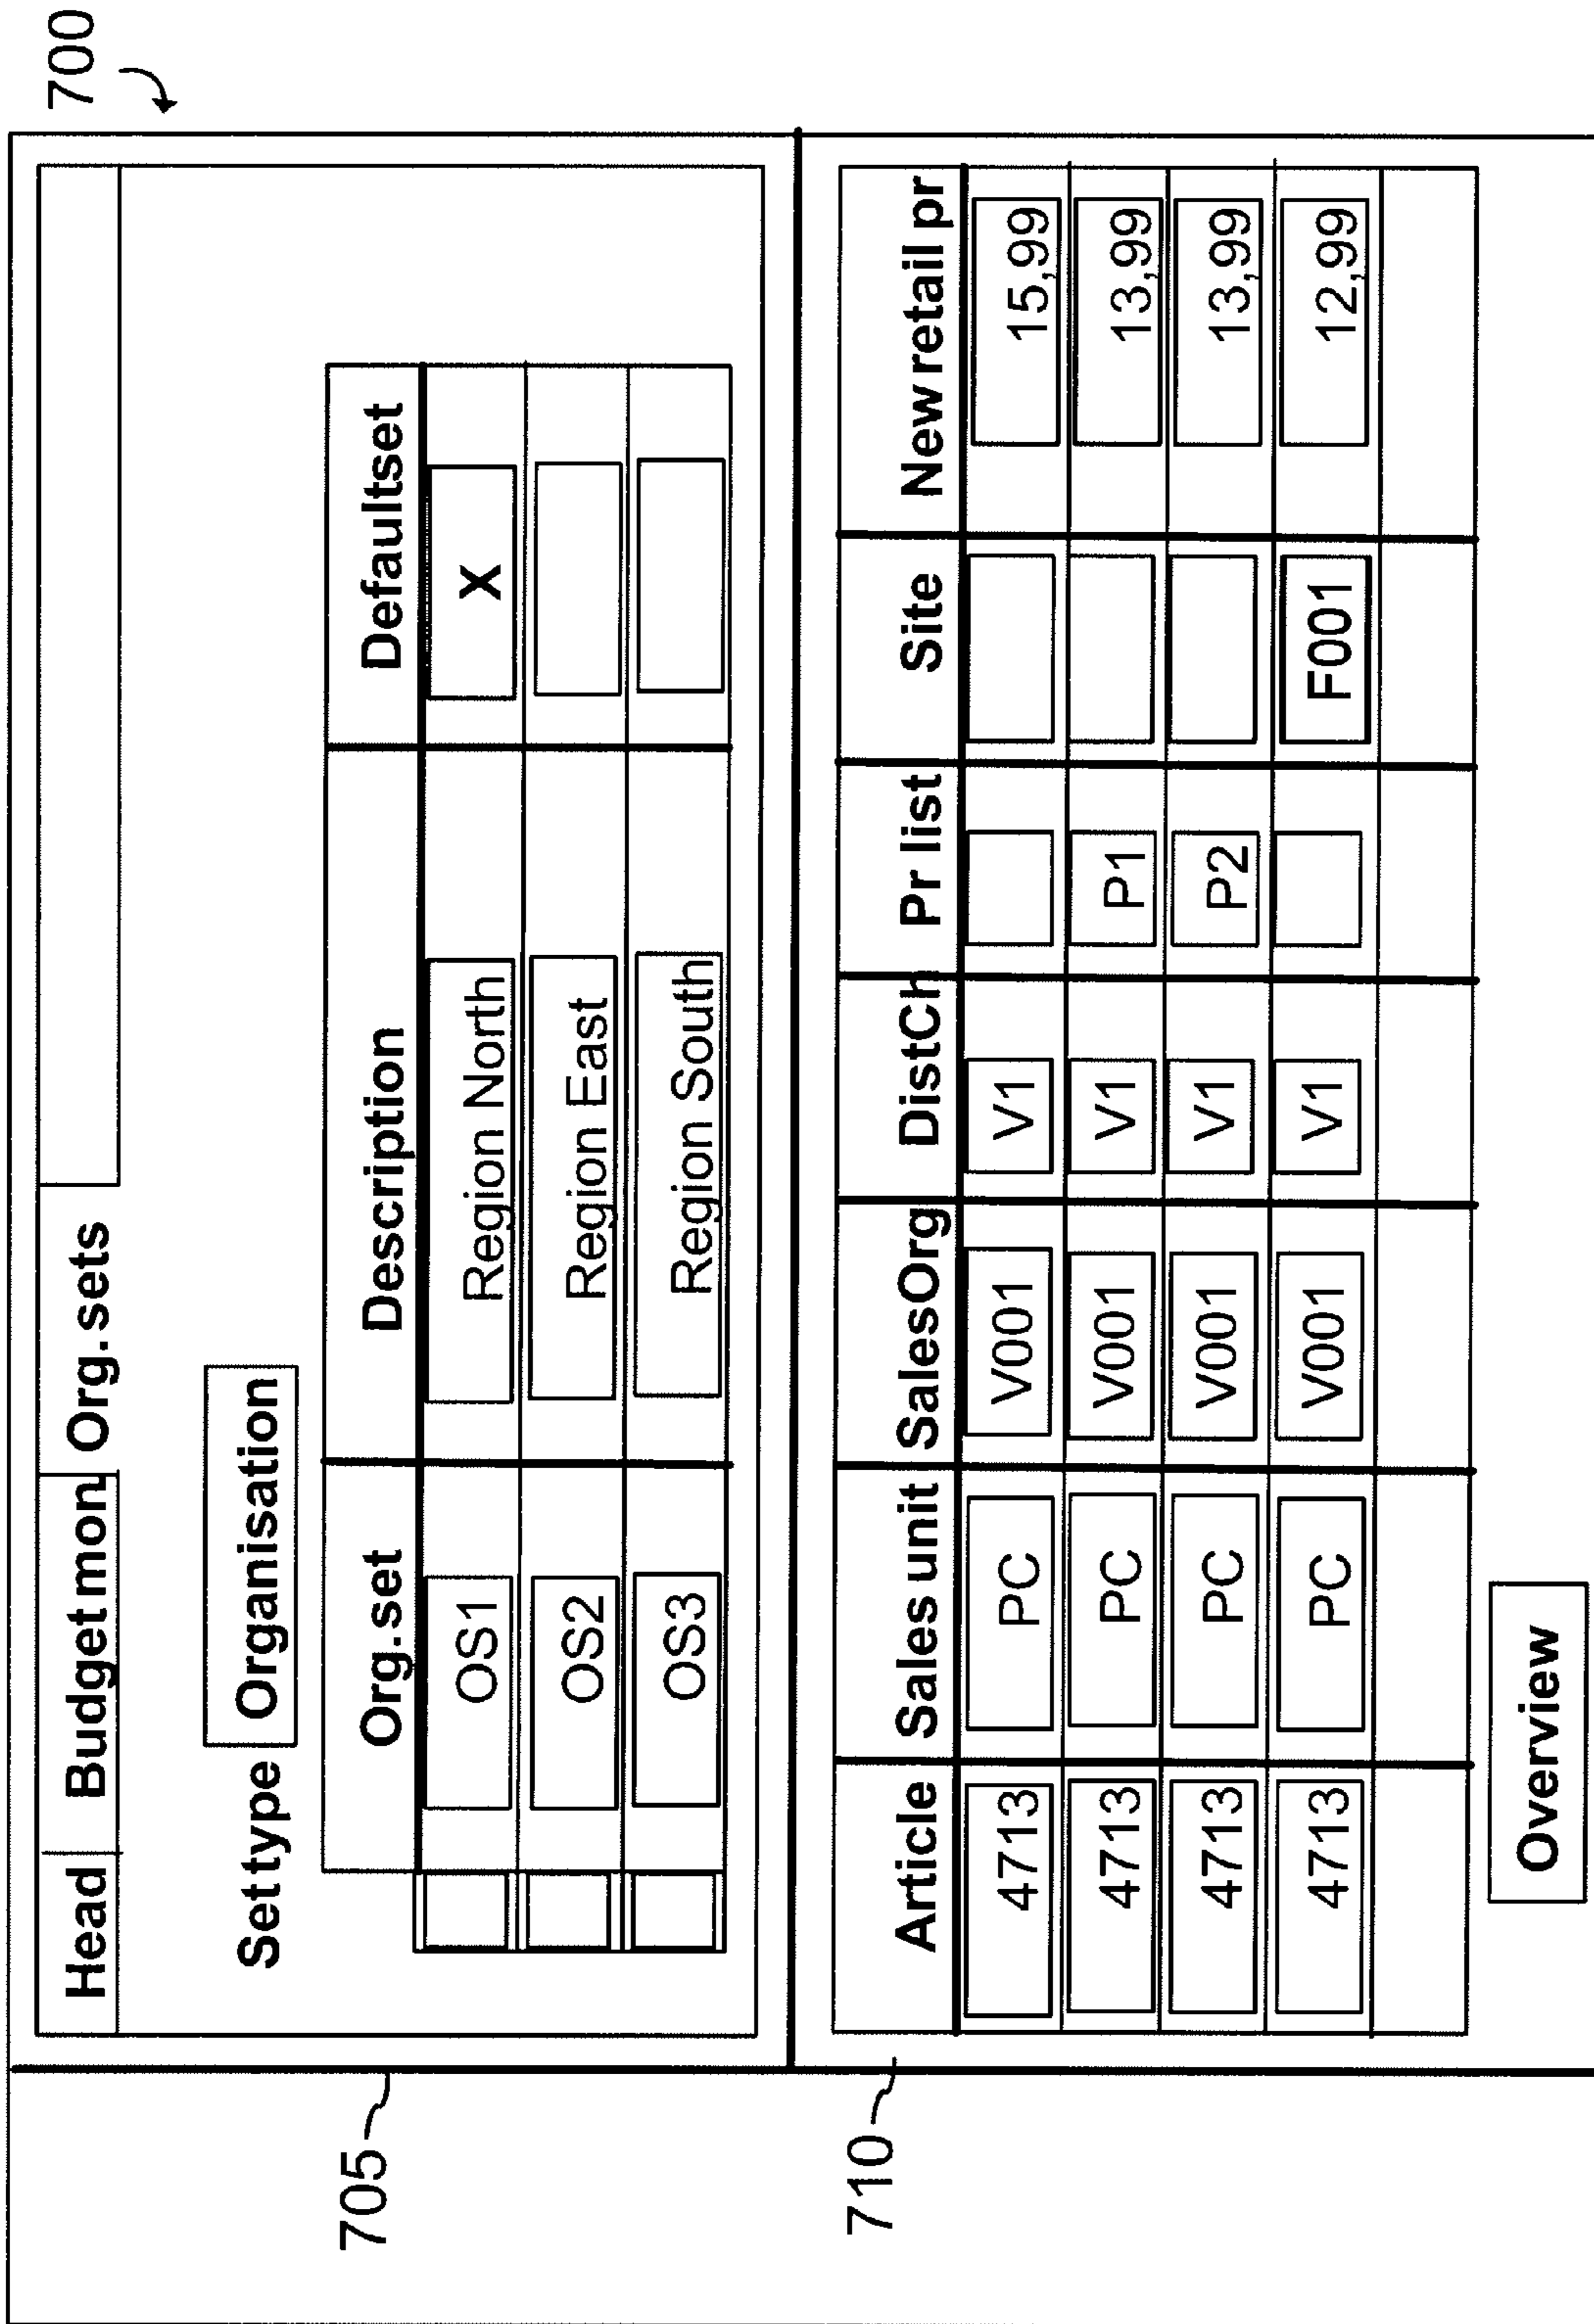 700
Head Budget mon Org.sets
Set type Organisation
705
Org.set Description Defaultset
OS1 Region North X
OS2 Region East
OS3 Region South
710
Article Sales unit SalesOrg DistCh Pr list Site New retail pr
4713 PC V001 V1 15,99
4713 PC V001 V1 P1 13,99
4713 PC V001 V1 P2 13,99
4713 PC V001 V1 F001 12,99
Overview